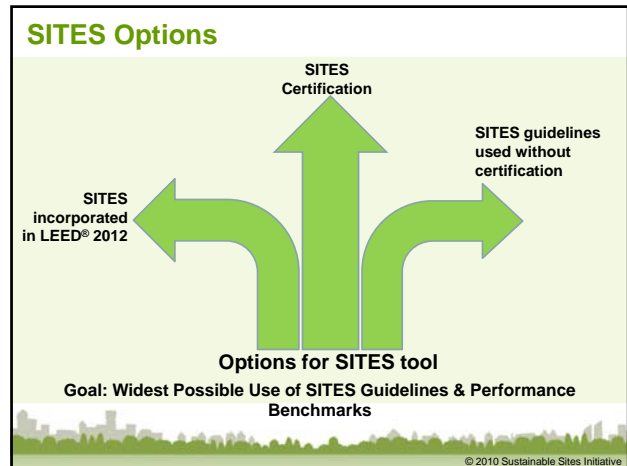 SITES Options
SITES
Certification
SITES guidelines
used without
certification
SITES
incorporated
in LEED® 2012
Options for SITES tool
Goal: Widest Possible Use of SITES Guidelines & Performance
Benchmarks
© 2010 Sustainable Sites Initiative